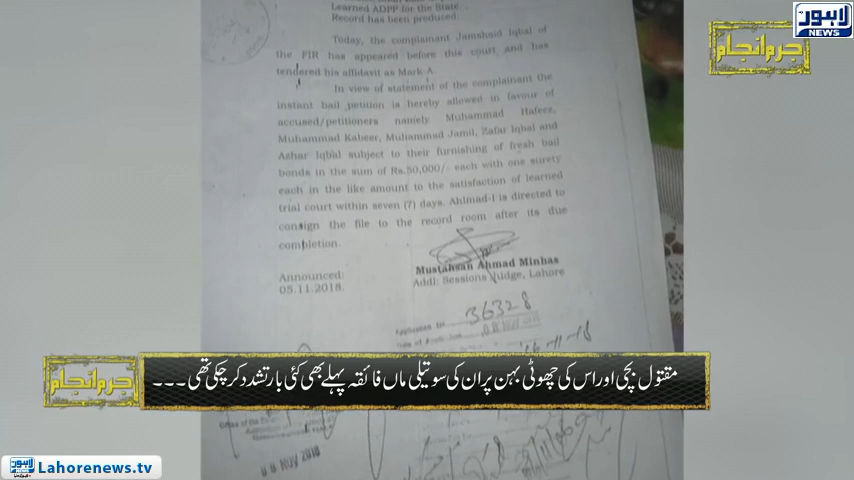 Learned ADPP for the State
Record has been produced.
Today, the complainant Jamshaid Iqbal of
the FIR has appeared before this court and has
tendered his affidavit as Mark A.
In view of statement of the complainant the
instant bail petition is hereby allowed in favour of
accused/petitioners namely Muhammad Hafeez,
Muhammad Kabeer, Muhammad Jamil, Zafar Iqbal and
Azhar Iqbal subject to their furnishing of fresh bail
bonds in the sum of Rs.50,000/- each with one surety
each in the like amount to the satisfaction of learned
trial court within seven (7) days. Ahlmad-I is directed to
consign the file to the record room after its due
completion.
Announced:
05.11.2018.
Mustahsan Ahmad Minhas
Addl: Sessions Judge, Lahore
Application No
36328
لاہور
NEWS
جرم انجام
جرم انجام
مقتول بچی اور اس کی چھوٹی بہن پر ان کی سوتیلی ماں فائقہ پہلے بھی کئی بار تشدد کر چکی تھی ۔۔۔
لاہور
Lahorenews.tv